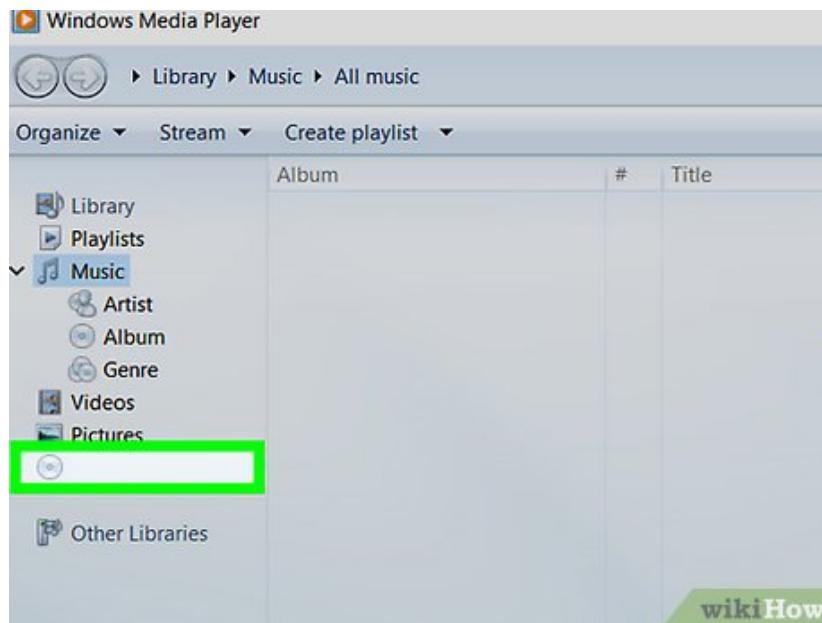 Windows Media Player
Library Music All music
Organize Stream Create playlist
Album # Title
Library
Playlists
Music
Artist
Album
Genre
Videos
Pictures
Other Libraries
wikiHow